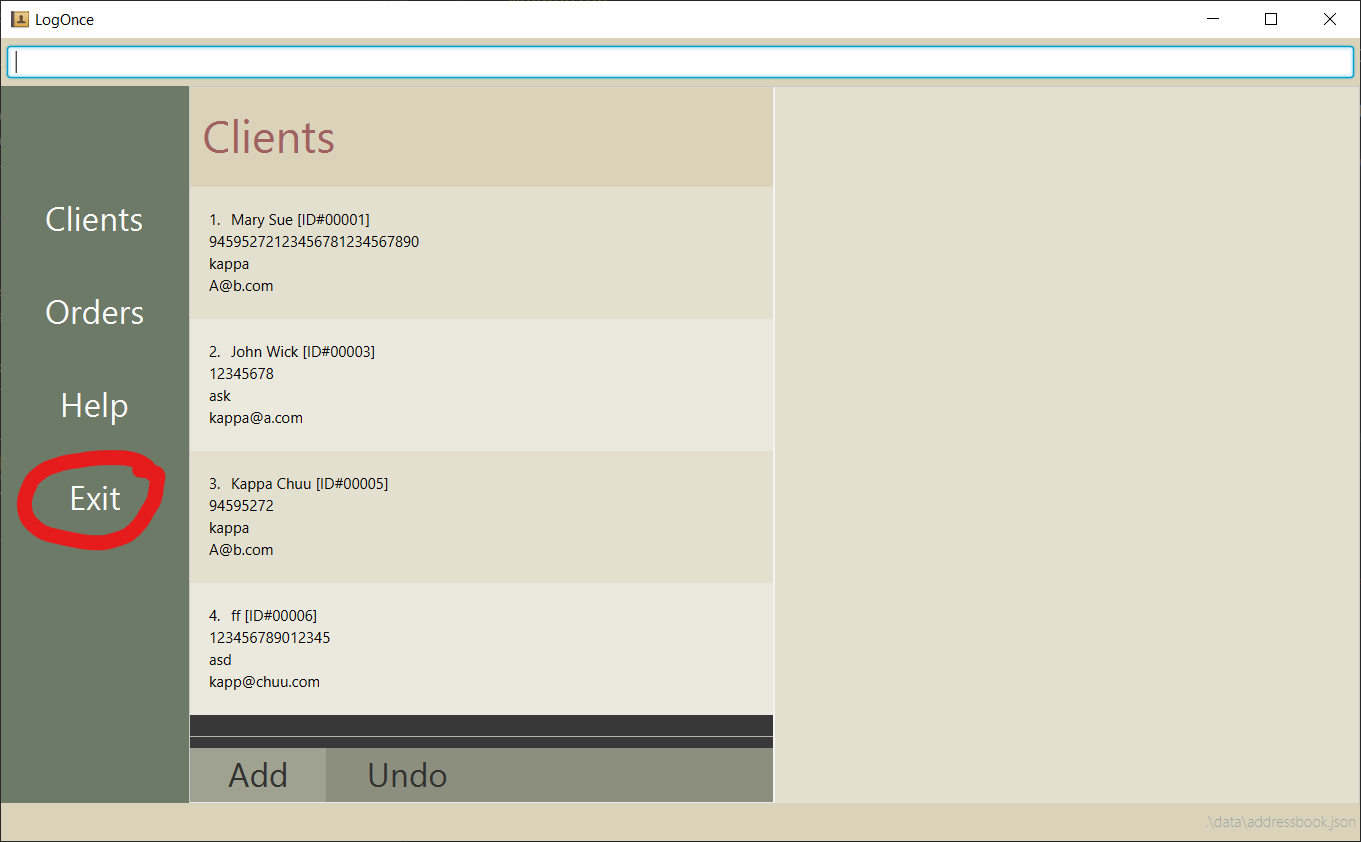 LogOnce
Clients
Orders
Help
Exit
Clients
1. Mary Sue [ID#00001]
94595272123456781234567890
kappa
A@b.com
2. John Wick [ID#00003]
12345678
ask
kappa@a.com
3. Kappa Chuu [ID#00005]
94595272
kappa
A@b.com
4. ff [ID#00006]
123456789012345
asd
kapp@chuu.com
Add Undo
.\data\addressbook.json